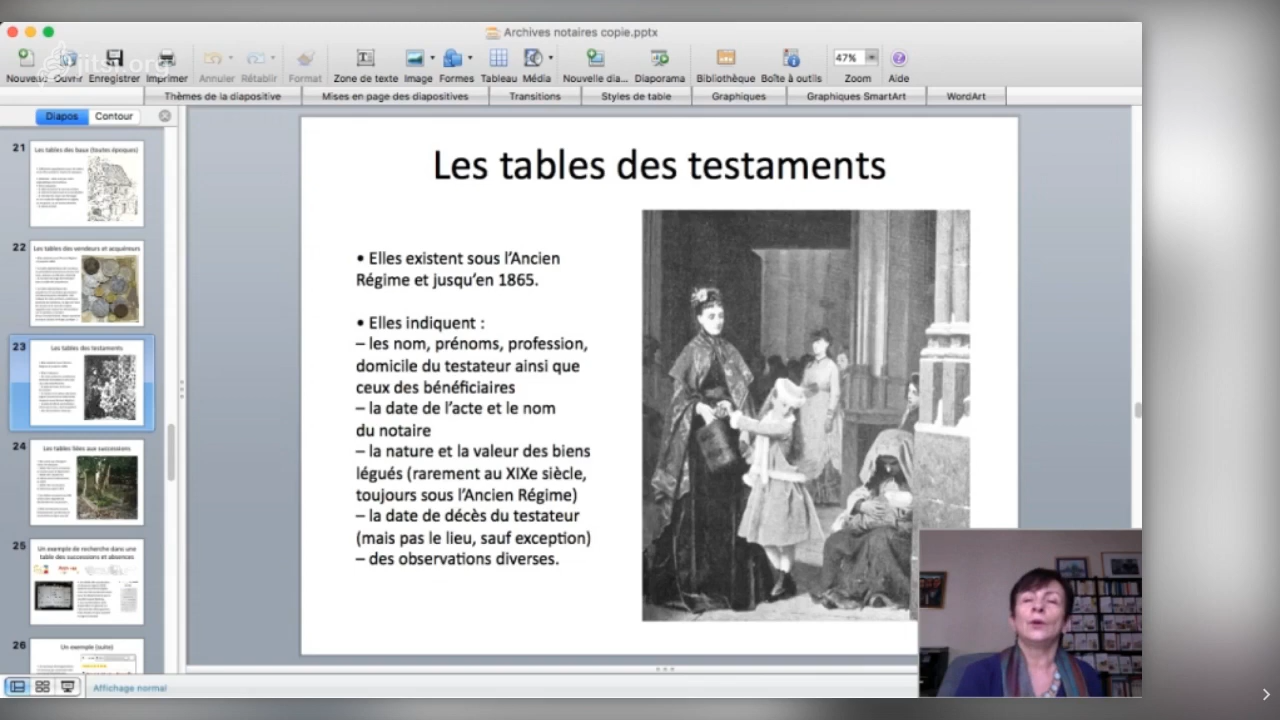 jitsi.org
Archives notaires copie.pptx
Nouveau Ouvrir Enregistrer Imprimer Annuler Rétablir Format Zone de texte Image Formes Tableau Média Nouvelle dia... Diaporama Bibliothèque Boîte à outils 47% Zoom Aide
Thèmes de la diapositive Mises en page des diapositives Transitions Styles de table Graphiques Graphiques SmartArt WordArt
Diapos Contour
21 Les tables des baux (toutes époques)
22 Les tables des vendeurs et acquéreurs
23 Les tables des testaments
24 Les tables liées aux successions
25 Un exemple de recherche dans une
table des successions et absences
26 Un exemple (suite)
Les tables des testaments
• Elles existent sous l'Ancien
Régime et jusqu'en 1865.
• Elles indiquent :
– les nom, prénoms, profession,
domicile du testateur ainsi que
ceux des bénéficiaires
– la date de l'acte et le nom
du notaire
– la nature et la valeur des biens
légués (rarement au XIXe siècle,
toujours sous l'Ancien Régime)
– la date de décès du testateur
(mais pas le lieu, sauf exception)
– des observations diverses.
Affichage normal